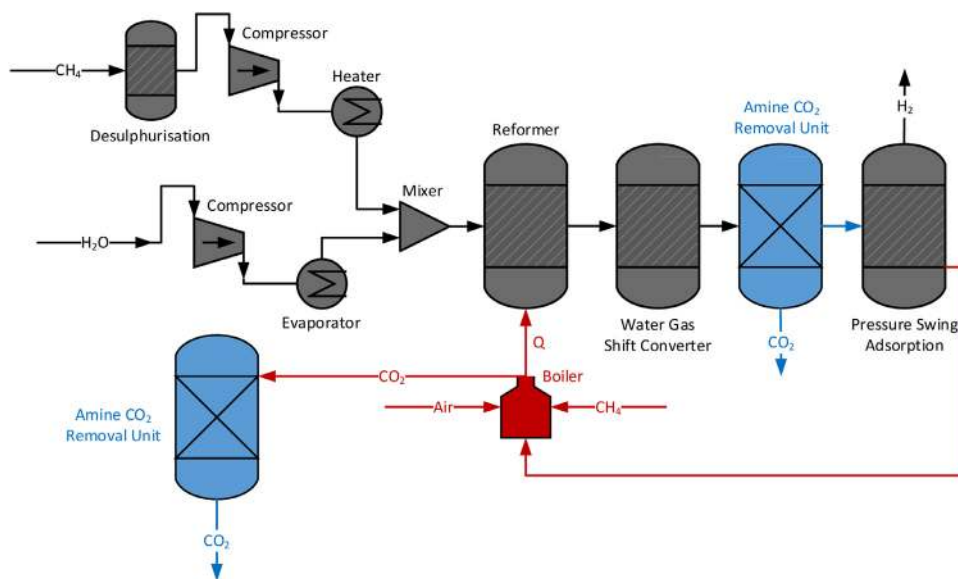 Compressor
CH₄
Desulphurisation
Heater
H₂O
Compressor
Evaporator
Mixer
Reformer
Water Gas
Shift Converter
Amine CO₂
Removal Unit
CO₂
H₂
Pressure Swing
Adsorption
Q
Boiler
CO₂
Air
CH₄
Amine CO₂
Removal Unit
CO₂